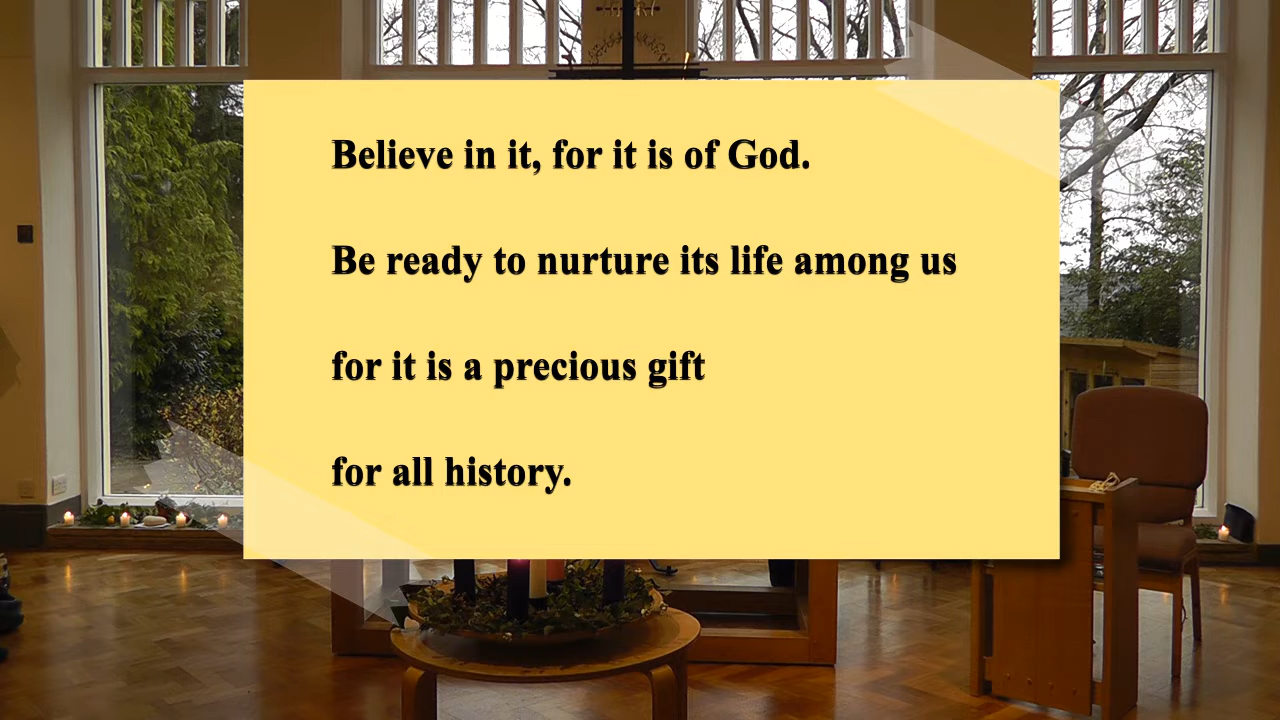 Believe in it, for it is of God.
Be ready to nurture its life among us
for it is a precious gift
for all history.